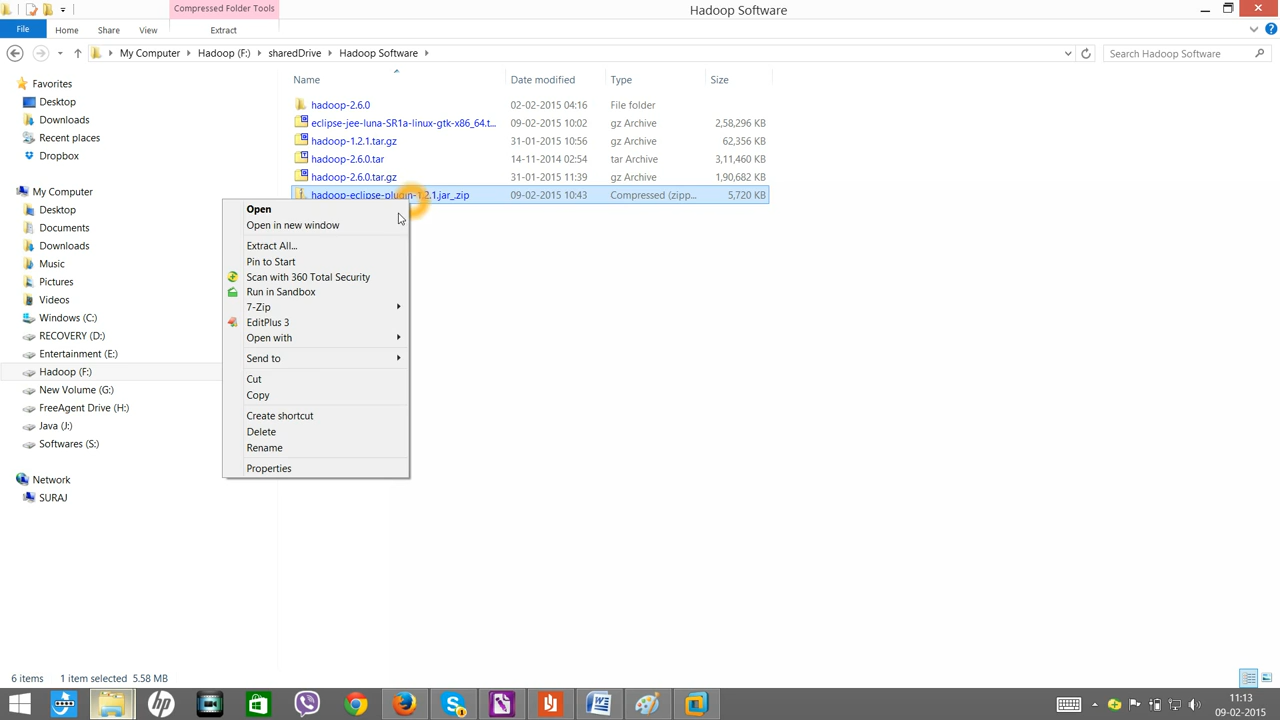 Compressed Folder Tools
Hadoop Software
File Home Share View Extract
My Computer Hadoop (F:) sharedDrive Hadoop Software
Search Hadoop Software
Favorites
Desktop
Downloads
Recent places
Dropbox
My Computer
Desktop
Documents
Downloads
Music
Pictures
Videos
Windows (C:)
RECOVERY (D:)
Entertainment (E:)
Hadoop (F:)
New Volume (G:)
FreeAgent Drive (H:)
Java (J:)
Softwares (S:)
Network
SURAJ
Name Date modified Type Size
hadoop-2.6.0 02-02-2015 04:16 File folder
eclipse-jee-luna-SR1a-linux-gtk-x86_64.t... 09-02-2015 10:02 gz Archive 2,58,296 KB
hadoop-1.2.1.tar.gz 31-01-2015 10:56 gz Archive 62,356 KB
hadoop-2.6.0.tar 14-11-2014 02:54 tar Archive 3,11,460 KB
hadoop-2.6.0.tar.gz 31-01-2015 11:39 gz Archive 1,90,682 KB
hadoop-eclipse-plugin-1.2.1.jar_.zip 09-02-2015 10:43 Compressed (zipp... 5,720 KB
Open
Open in new window
Extract All...
Pin to Start
Scan with 360 Total Security
Run in Sandbox
7-Zip
EditPlus 3
Open with
Send to
Cut
Copy
Create shortcut
Delete
Rename
Properties
6 items 1 item selected 5.58 MB
11:13
09-02-2015